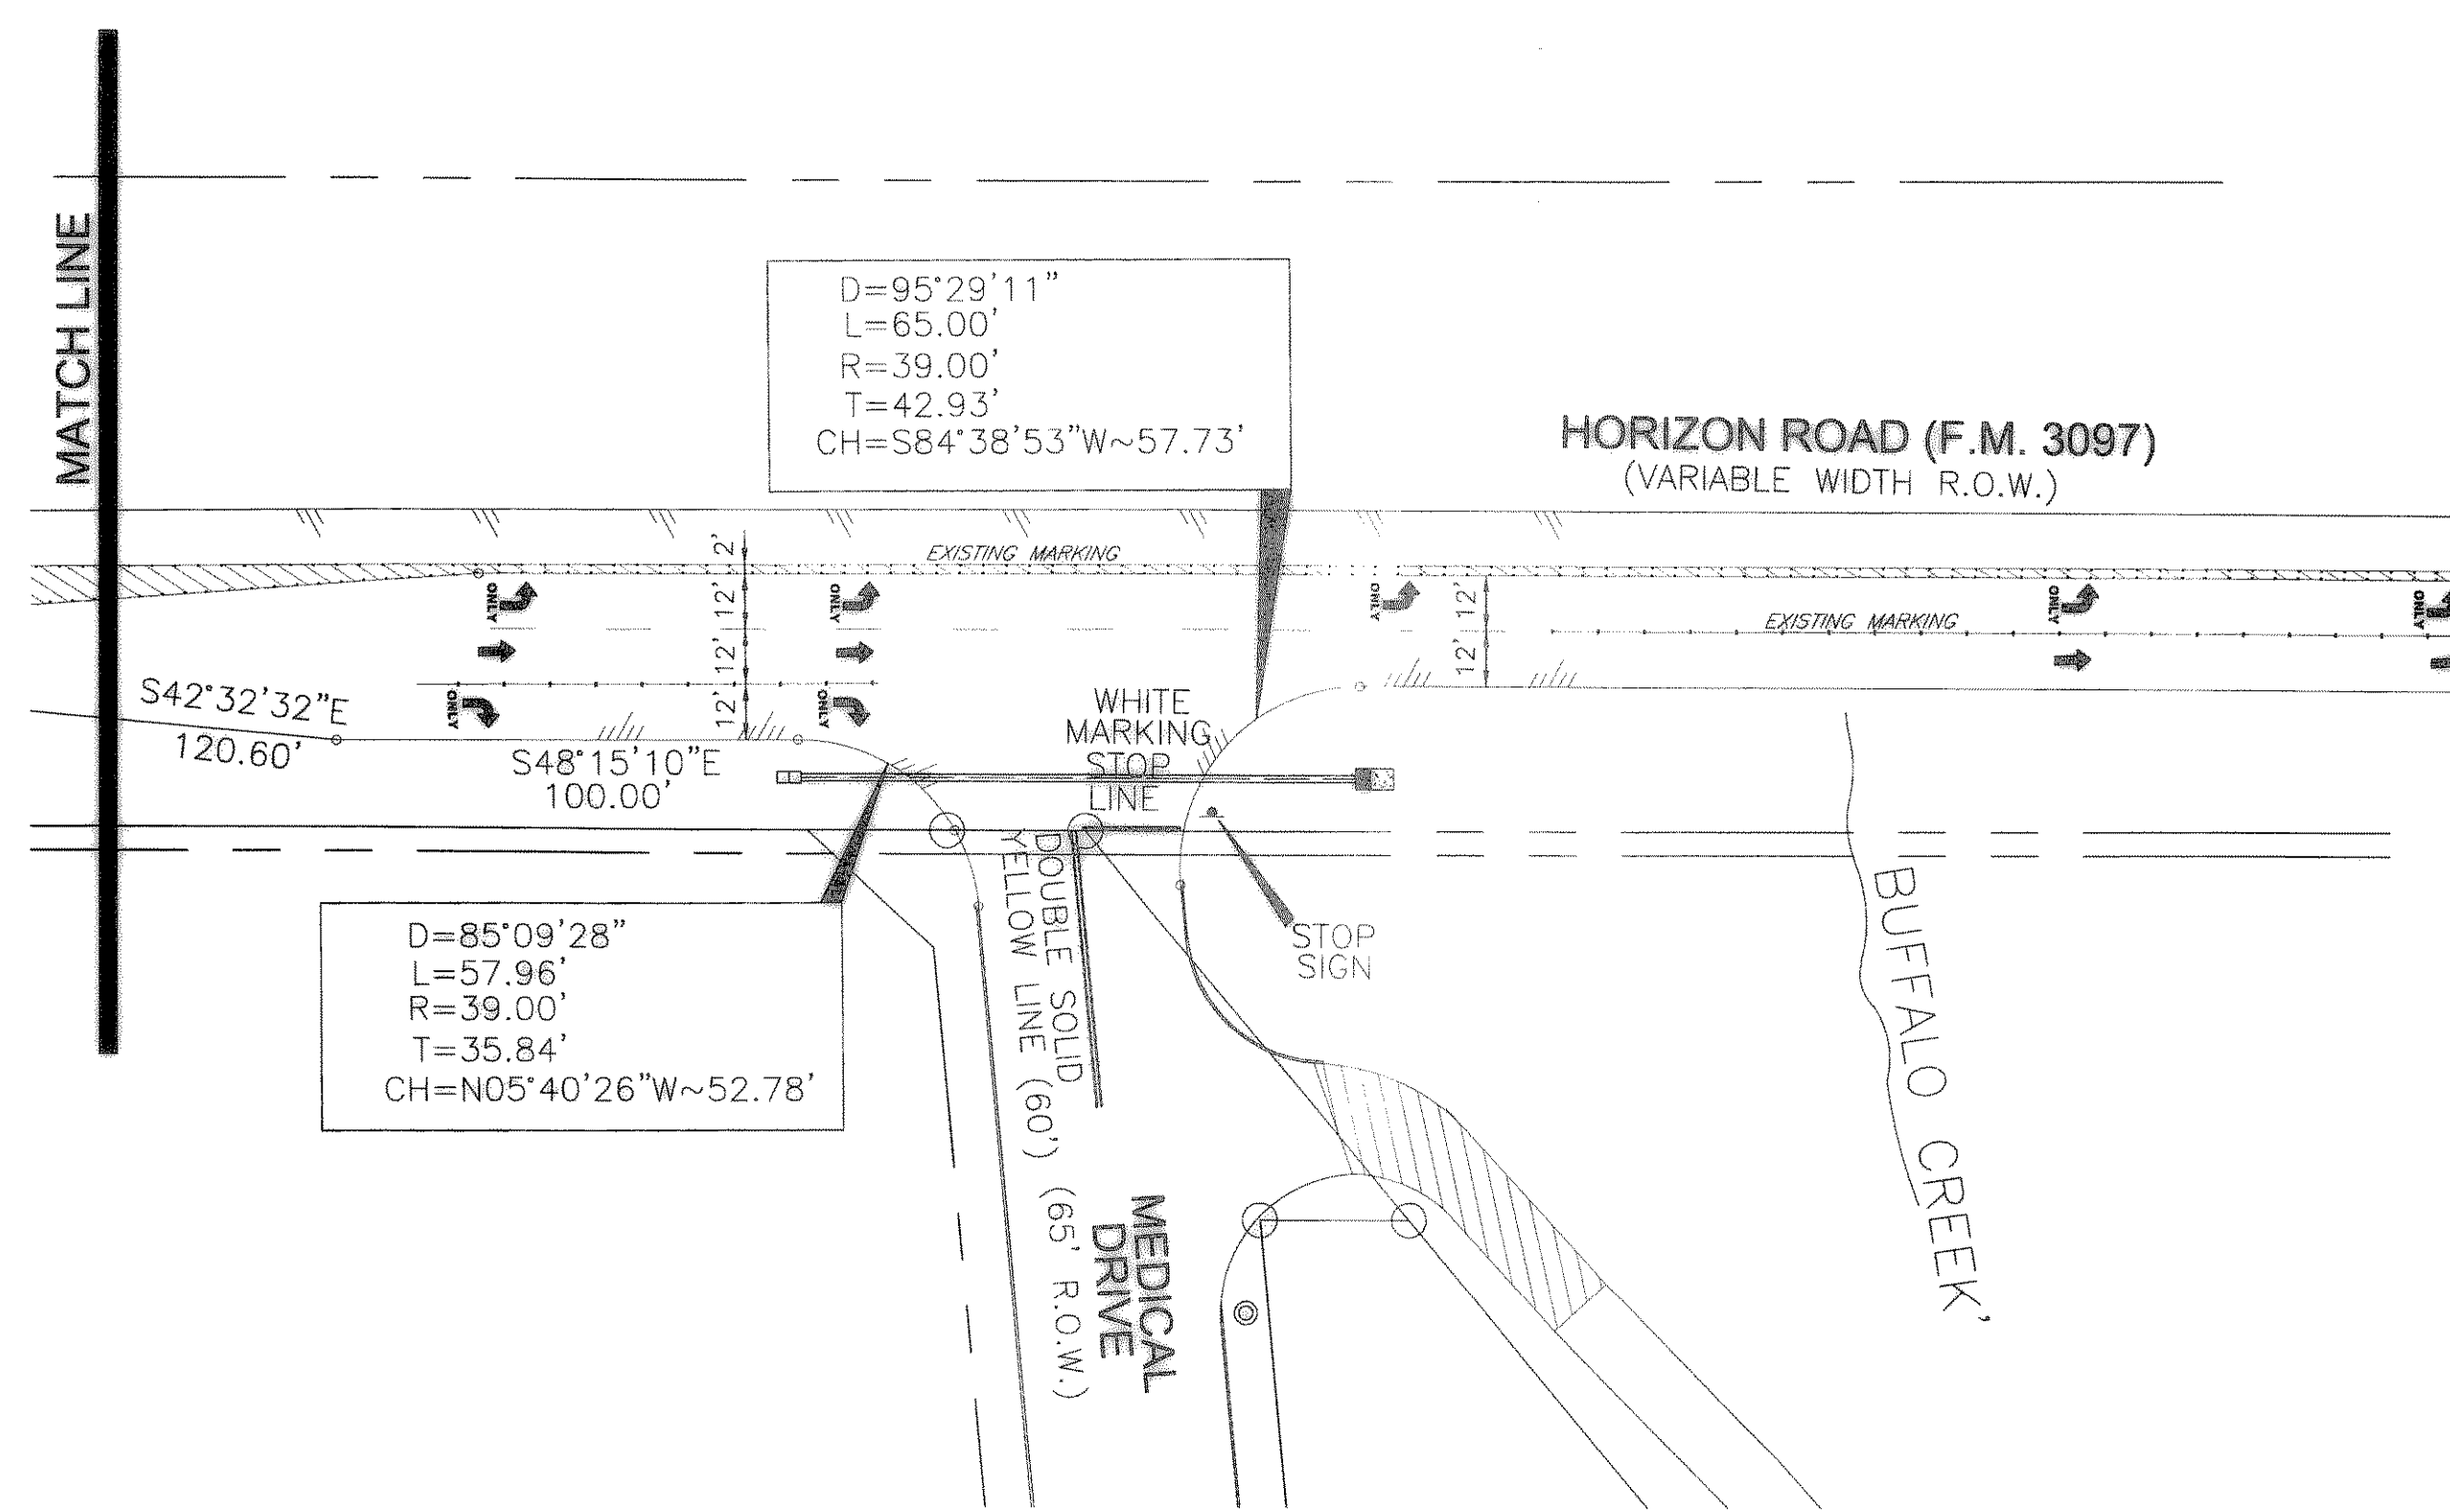 MATCH LINE
D=95°29'11"
L=65.00'
R=39.00'
T=42.93'
CH=S84°38'53"W~57.73'
HORIZON ROAD (F.M. 3097)
(VARIABLE WIDTH R.O.W.)
EXISTING MARKING
2'
12'
12'
12'
ONLY
ONLY
ONLY
12'
12'
EXISTING MARKING
ONLY
ONLY
ONLY
ONLY
S42°32'32"E
120.60'
S48°15'10"E
100.00'
WHITE
MARKING
STOP
LINE
STOP
SIGN
DOUBLE SOLID
YELLOW LINE (60')
(65' R.O.W.)
MEDICAL
DRIVE
D=85°09'28"
L=57.96'
R=39.00'
T=35.84'
CH=N05°40'26"W~52.78'
BUFFALO CREEK'